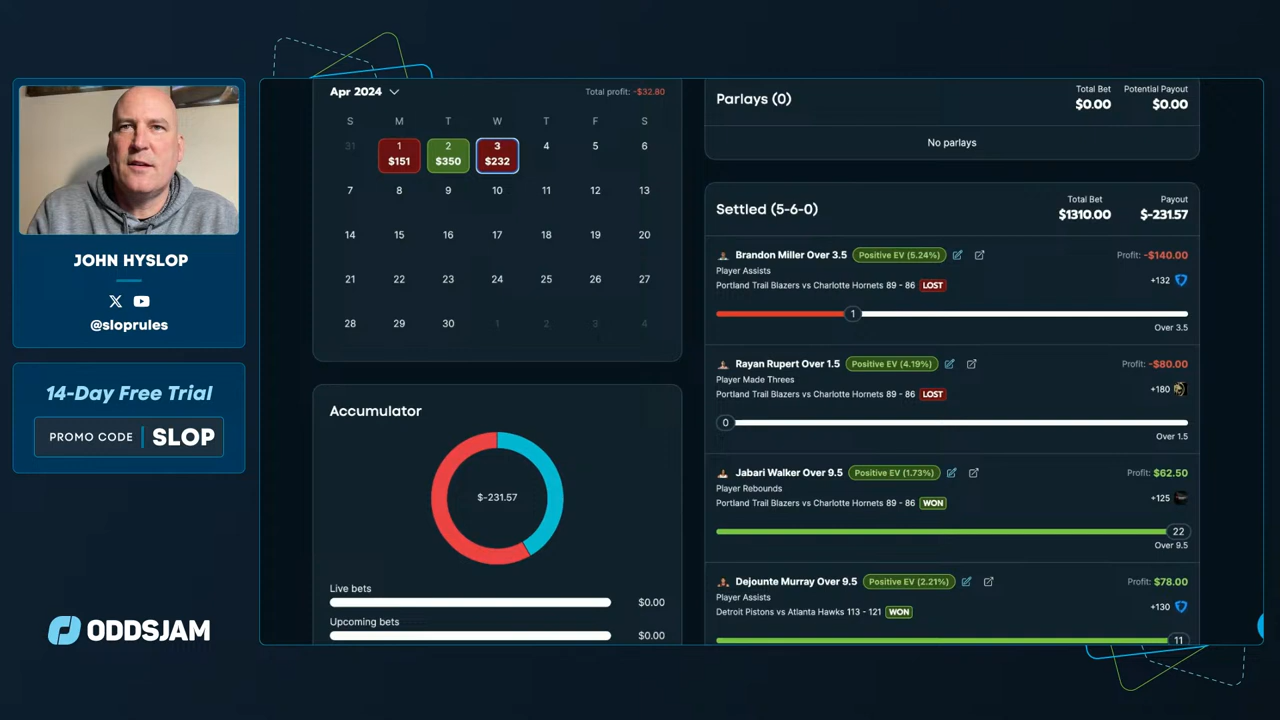 JOHN HYSLOP
@sloprules
14-Day Free Trial
PROMO CODE SLOP
ODDSJAM
Apr 2024
Total profit: -$32.80
S M T W T F S
31 1 2 3 4 5 6
$151 $350 $232
7 8 9 10 11 12 13
14 15 16 17 18 19 20
21 22 23 24 25 26 27
28 29 30 1 2 3 4
Accumulator
$-231.57
Live bets $0.00
Upcoming bets $0.00
Parlays (0)
Total Bet Potential Payout
$0.00 $0.00
No parlays
Settled (5-6-0)
Total Bet Payout
$1310.00 $-231.57
Brandon Miller Over 3.5 Positive EV (5.24%) Profit: -$140.00
Player Assists
Portland Trail Blazers vs Charlotte Hornets 89 - 86 LOST +132
1
Over 3.5
Rayan Rupert Over 1.5 Positive EV (4.19%) Profit: -$80.00
Player Made Threes
Portland Trail Blazers vs Charlotte Hornets 89 - 86 LOST +180
0
Over 1.5
Jabari Walker Over 9.5 Positive EV (1.73%) Profit: $62.50
Player Rebounds
Portland Trail Blazers vs Charlotte Hornets 89 - 86 WON +125
22
Over 9.5
Dejounte Murray Over 9.5 Positive EV (2.21%) Profit: $78.00
Player Assists
Detroit Pistons vs Atlanta Hawks 113 - 121 WON +130
11